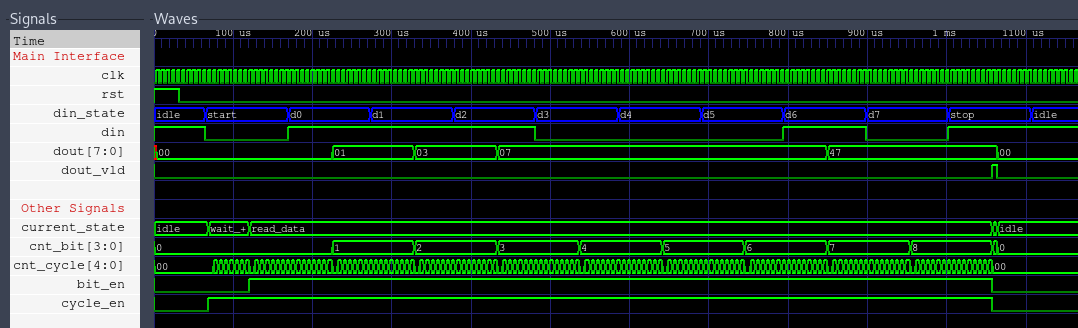 Signals Waves
Time 0 100 us 200 us 300 us 400 us 500 us 600 us 700 us 800 us 900 us 1 ms 1100 us
Main Interface
clk
rst
din_state idle start d0 d1 d2 d3 d4 d5 d6 d7 stop idle
din
dout[7:0] 00 01 03 07 47 00
dout_vld
Other Signals
current_state idle wait_+ read_data idle
cnt_bit[3:0] 0 1 2 3 4 5 6 7 8 0
cnt_cycle[4:0] 00 00
bit_en
cycle_en